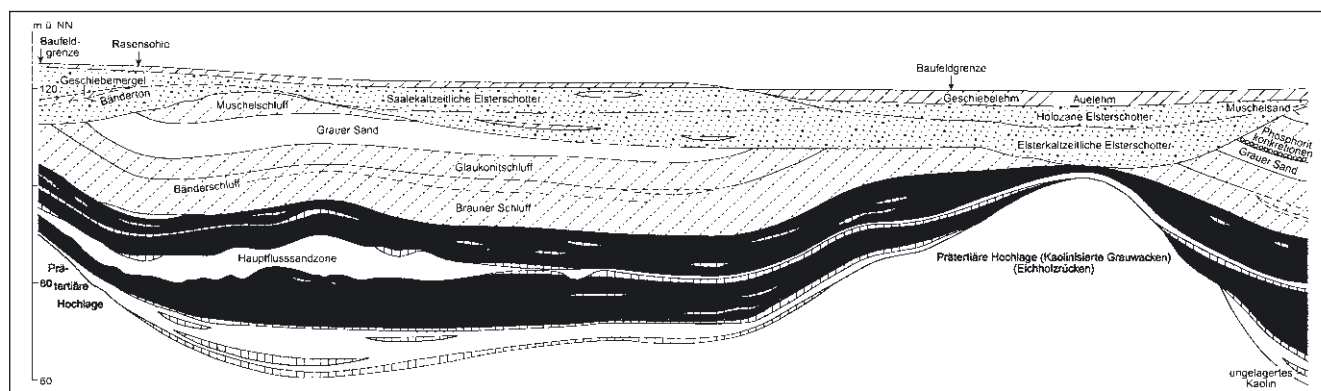 m ü NN
Baufeld-
grenze
Rasensohle
Baufeldgrenze
120
Geschiebemergel
Bänderton
Muschelschluff
Saalekaltzeitliche Elsterschotter
Geschiebelehm
Auelehm
Holozäne Elsterschotter
Muschelsand
Grauer Sand
Elsterkaltzeitliche Elsterschotter
Phosphorit
konkretionen
Grauer Sand
Glaukonitschluff
Bänderschluff
Brauner Schluff
Hauptflusssandzone
Prä-
tertiäre
Hochlage
80
Prätertiäre Hochlage (Kaolinisierte Grauwacken)
(Eichholzrücken)
60
umgelagertes
Kaolin